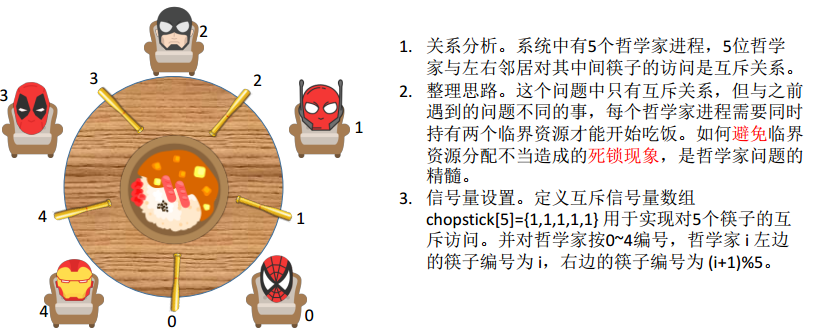 2
3
2
3
1
4
1
4
0
0
1. 关系分析。系统中有5个哲学家进程，5位哲学
家与左右邻居对其中间筷子的访问是互斥关系。
2. 整理思路。这个问题中只有互斥关系，但与之前
遇到的问题不同的事，每个哲学家进程需要同时
持有两个临界资源才能开始吃饭。如何避免临界
资源分配不当造成的死锁现象，是哲学家问题的
精髓。
3. 信号量设置。定义互斥信号量数组
chopstick[5]={1,1,1,1,1} 用于实现对5个筷子的互
斥访问。并对哲学家按0~4编号，哲学家 i 左边
的筷子编号为 i，右边的筷子编号为 (i+1)%5。